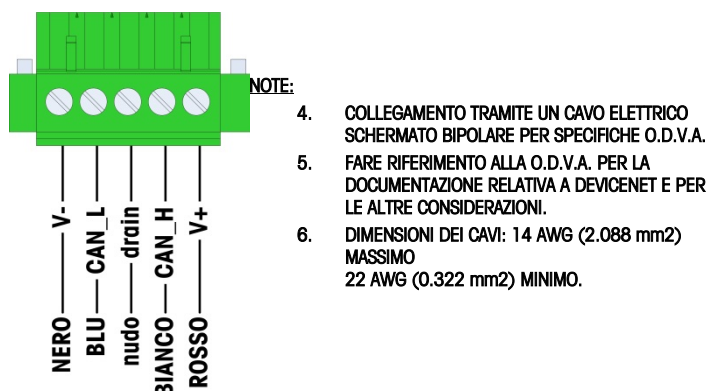 NOTE:
4. COLLEGAMENTO TRAMITE UN CAVO ELETTRICO
SCHERMATO BIPOLARE PER SPECIFICHE O.D.V.A.
5. FARE RIFERIMENTO ALLA O.D.V.A. PER LA
DOCUMENTAZIONE RELATIVA A DEVICENET E PER
LE ALTRE CONSIDERAZIONI.
6. DIMENSIONI DEI CAVI: 14 AWG (2.088 mm2)
MASSIMO
22 AWG (0.322 mm2) MINIMO.
NERO V-
BLU CAN_L
nudo drain
BIANCO CAN_H
ROSSO V+